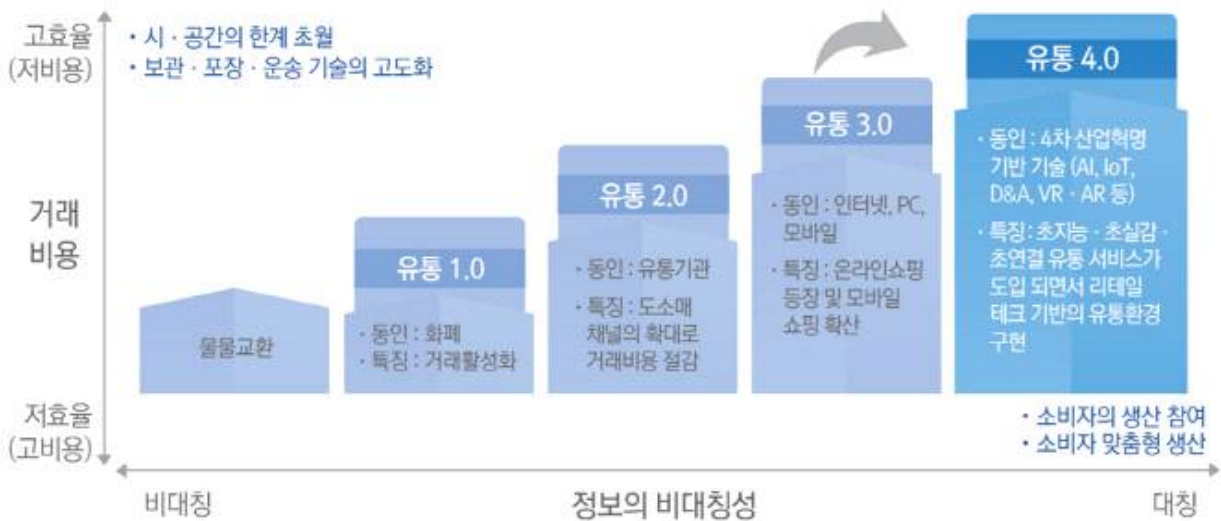 고효율
(저비용)
• 시 · 공간의 한계 초월
• 보관 · 포장 · 운송 기술의 고도화
거래
비용
저효율
(고비용)
물물교환
유통 1.0
· 동인 : 화폐
· 특징 : 거래활성화
유통 2.0
· 동인 : 유통기관
· 특징 : 도소매
채널의 확대로
거래비용 절감
유통 3.0
· 동인 : 인터넷, PC,
모바일
· 특징 : 온라인쇼핑
등장 및 모바일
쇼핑 확산
유통 4.0
· 동인 : 4차 산업혁명
기반 기술 (AI, IoT,
D&A, VR · AR 등)
· 특징 : 초지능 · 초실감 ·
초연결 유통 서비스가
도입 되면서 리테일
테크 기반의 유통환경
구현
• 소비자의 생산 참여
• 소비자 맞춤형 생산
비대칭
정보의 비대칭성
대칭